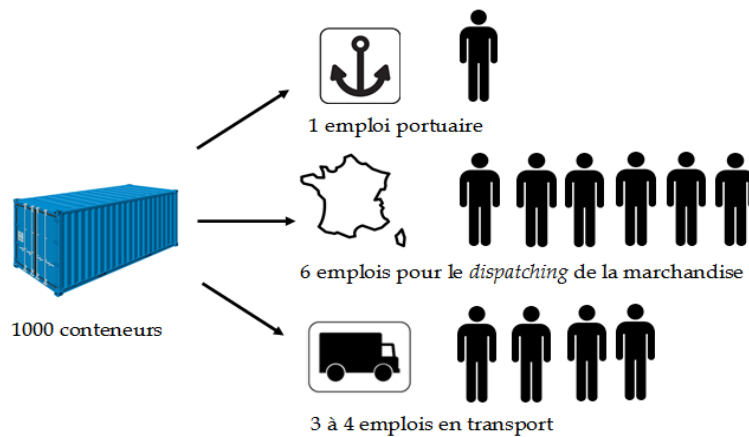 1 emploi portuaire
6 emplois pour le dispatching de la marchandise
1000 conteneurs
3 à 4 emplois en transport